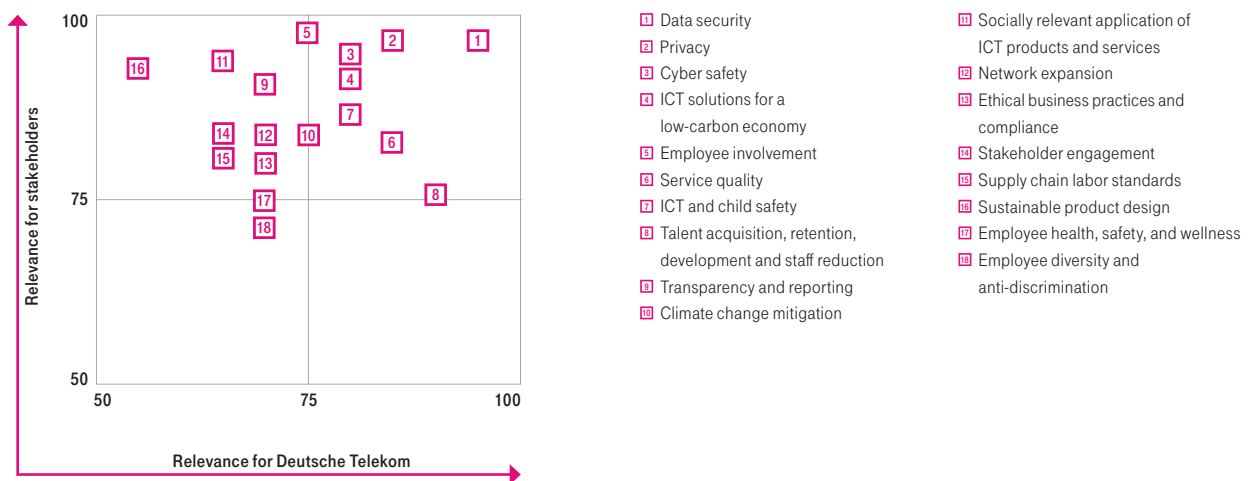 100
75
50
50
75
100
Relevance for stakeholders
Relevance for Deutsche Telekom
5
2
1
3
11
16
4
9
7
14
12
10
6
15
13
8
17
18
1 Data security
2 Privacy
3 Cyber safety
4 ICT solutions for a
low-carbon economy
5 Employee involvement
6 Service quality
7 ICT and child safety
8 Talent acquisition, retention,
development and staff reduction
9 Transparency and reporting
10 Climate change mitigation
11 Socially relevant application of
ICT products and services
12 Network expansion
13 Ethical business practices and
compliance
14 Stakeholder engagement
15 Supply chain labor standards
16 Sustainable product design
17 Employee health, safety, and wellness
18 Employee diversity and
anti-discrimination